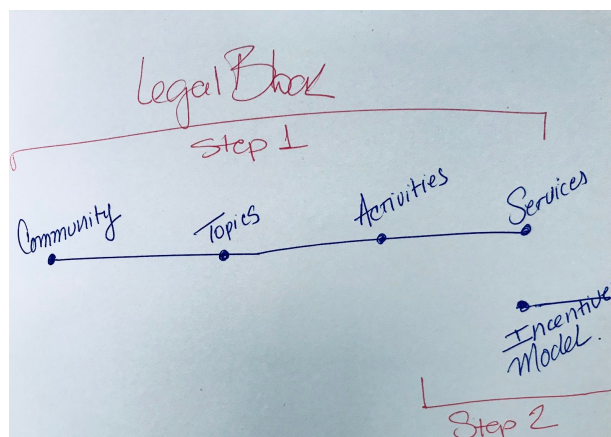 Legal Block
Step 1
Community
Topics
Activities
Services
Incentive
Model.
Step 2